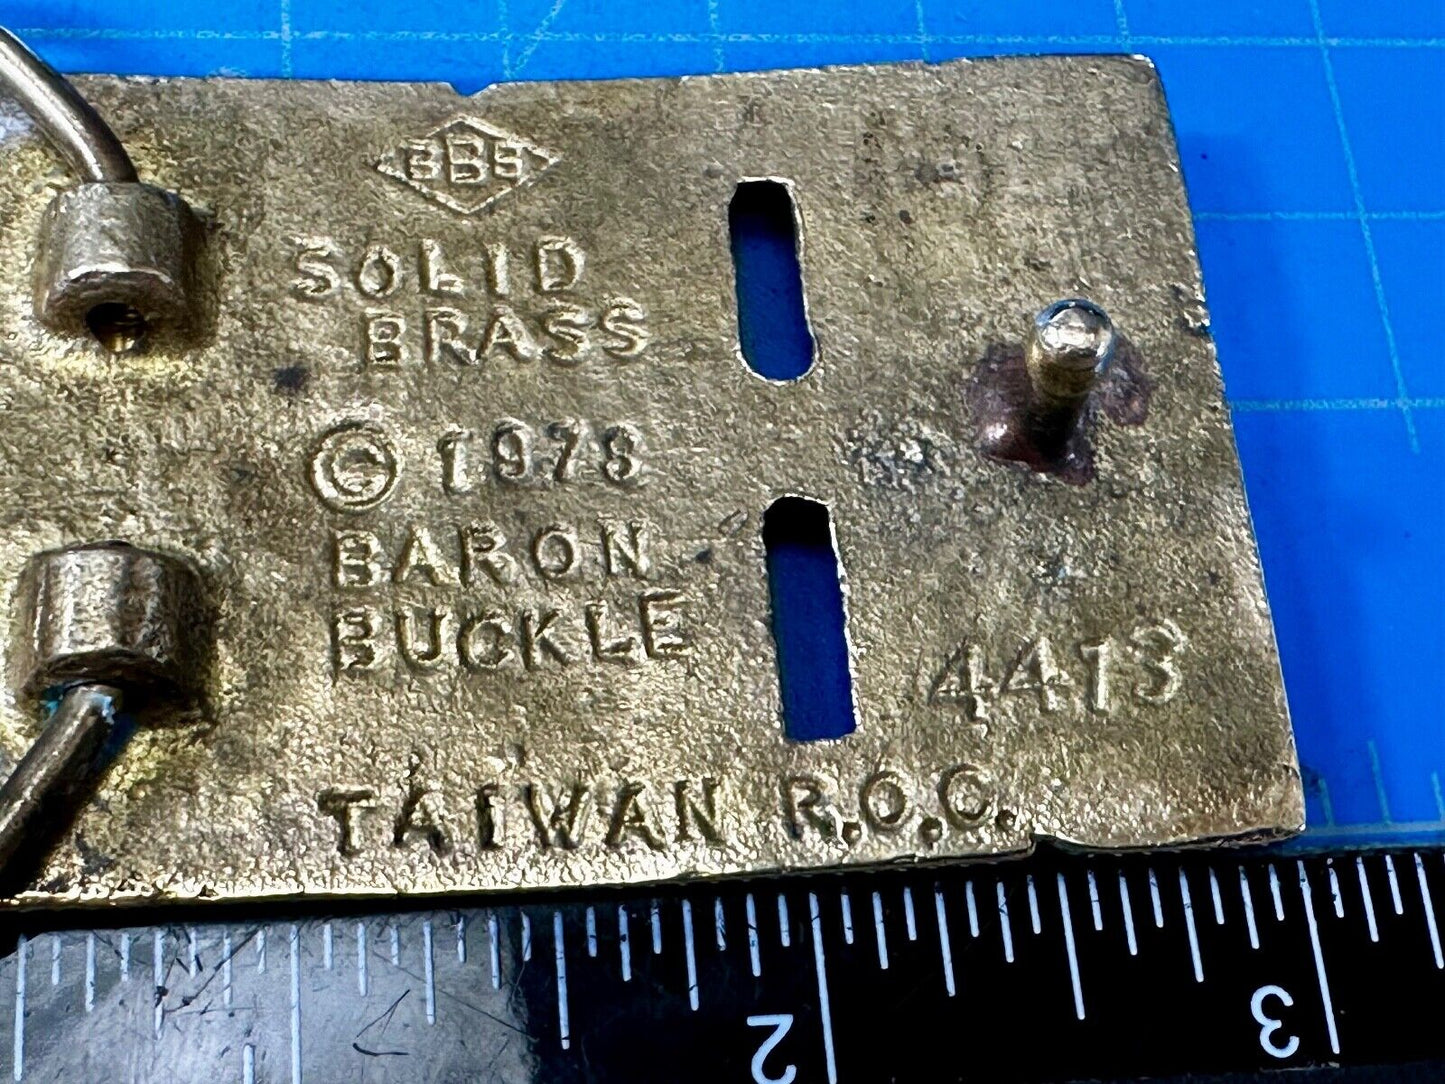 BBB
SOLID
BRASS
© 1978
BARON
BUCKLE
4413
TAIWAN R.O.C.
2
3